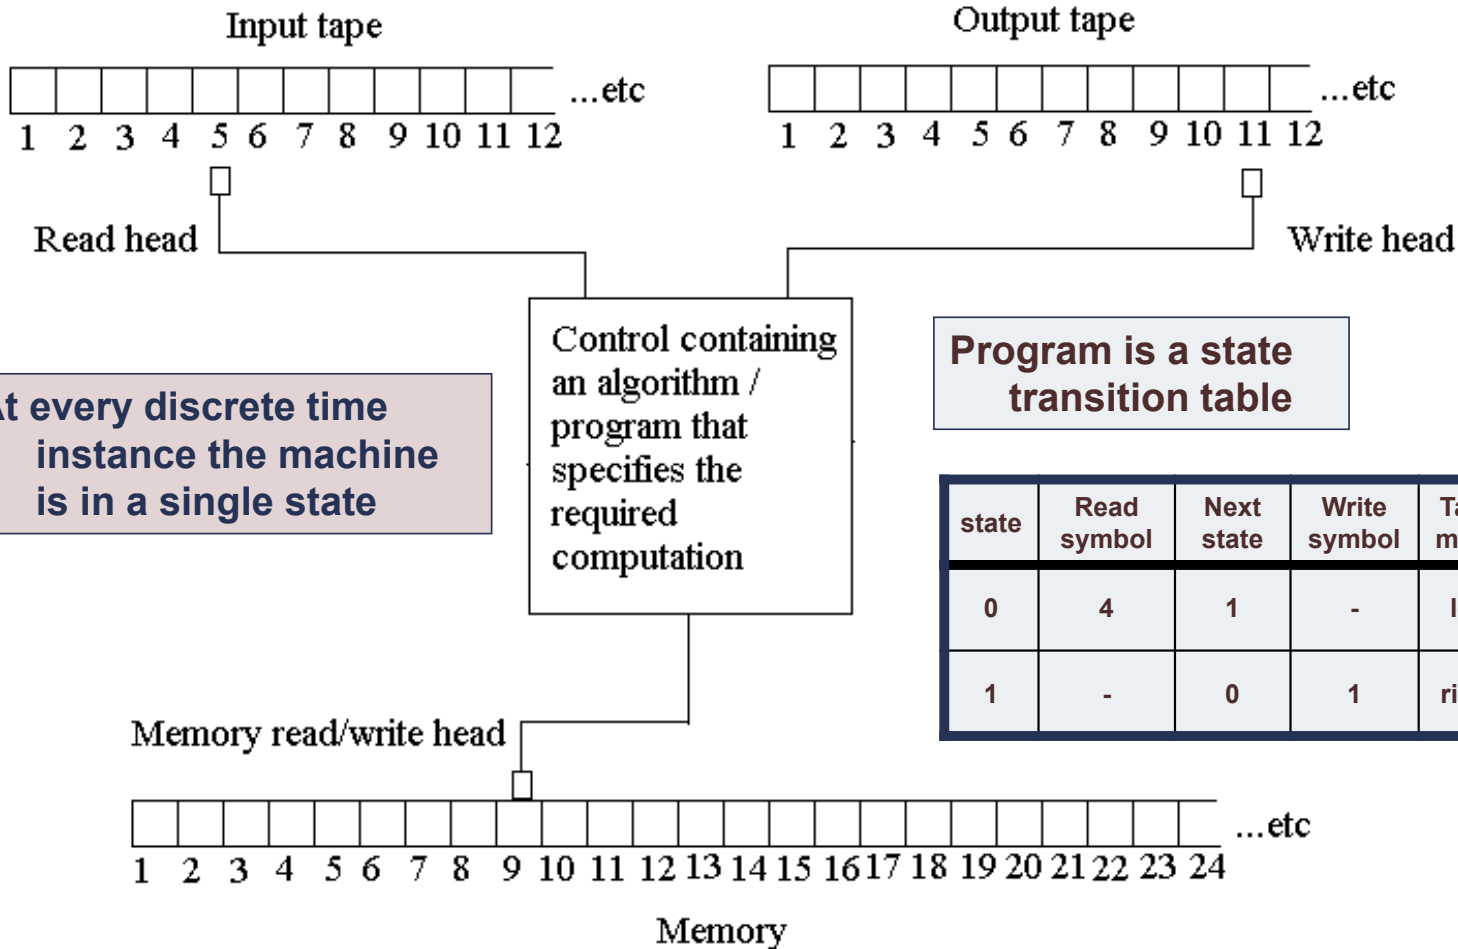 Input tape
Output tape
...etc
...etc
1 2 3 4 5 6 7 8 9 10 11 12
1 2 3 4 5 6 7 8 9 10 11 12
Read head
Write head
Control containing
an algorithm /
program that
specifies the
required
computation
Program is a state
transition table
At every discrete time
instance the machine
is in a single state
state Read symbol Next state Write symbol
0 4 1 -
1 - 0 1
Memory read/write head
...etc
1 2 3 4 5 6 7 8 9 10 11 12 13 14 15 16 17 18 19 20 21 22 23 24
Memory